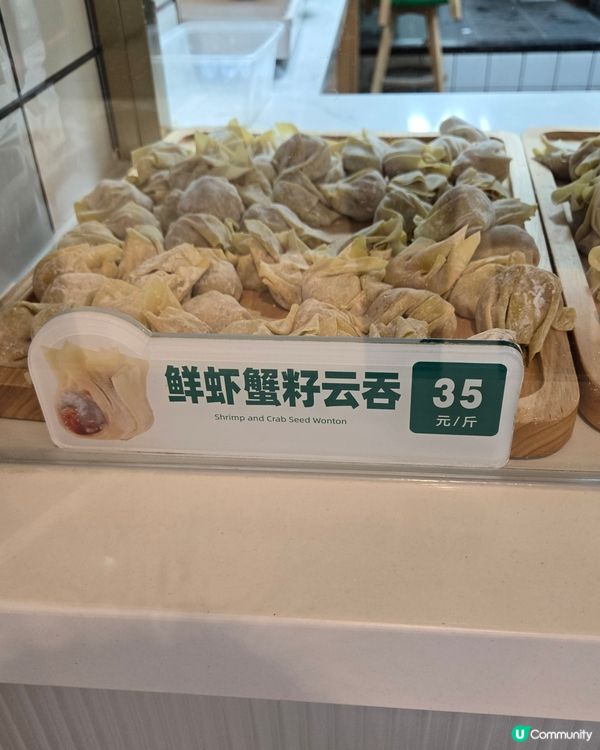 鲜虾蟹籽云吞
Shrimp and Crab Seed Wonton
35
元/斤
U Community